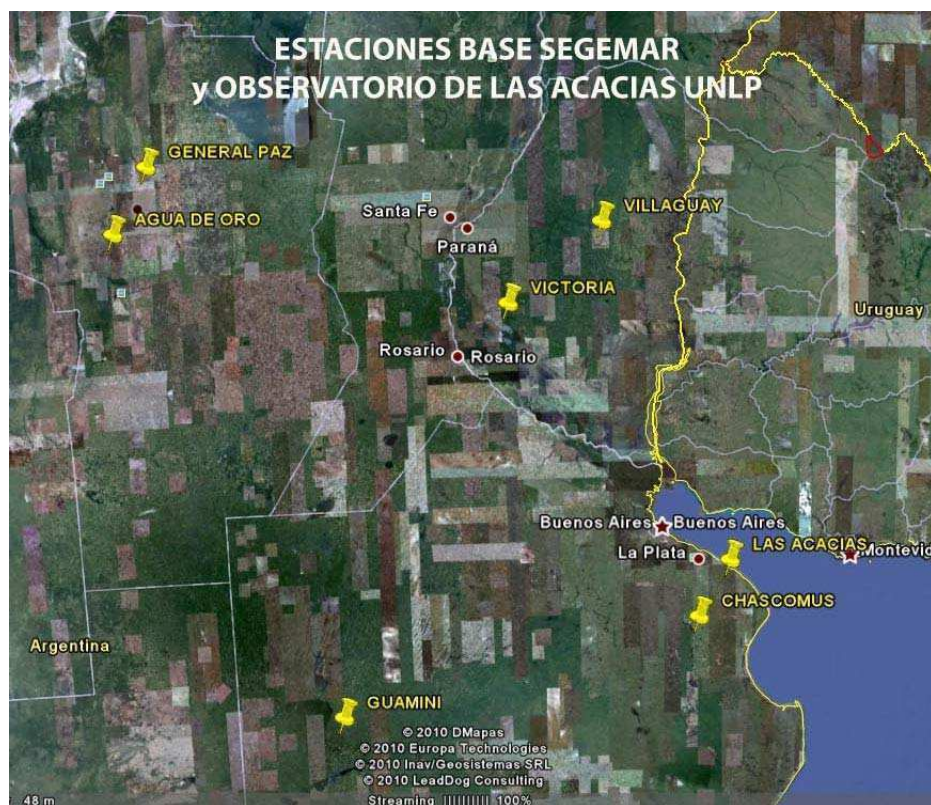 ESTACIONES BASE SEGEMAR
y OBSERVATORIO DE LAS ACACIAS UNLP
GENERAL PAZ
AGUA DE ORO
Santa Fe
VILLAGUAY
Paraná
VICTORIA
Uruguay
Rosario Rosario
Buenos Aires Buenos Aires
LAS ACACIAS
La Plata
Montevid
CHASCOMUS
Argentina
GUAMINI
© 2010 DMapas
© 2010 Europa Technologies
© 2010 Inav/Geosistemas SRL
© 2010 LeadDog Consulting
48 m
Streaming |||||||||| 100%